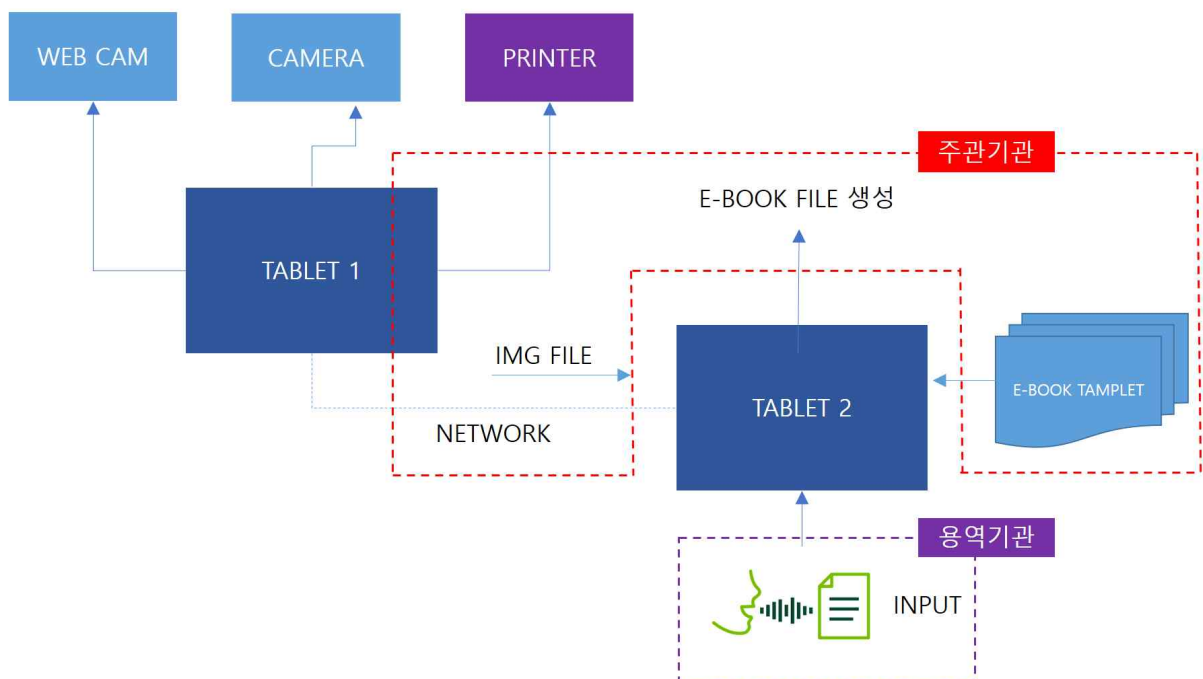 WEB CAM
CAMERA
PRINTER
주관기관
E-BOOK FILE 생성
TABLET 1
IMG FILE
E-BOOK TAMPLET
TABLET 2
NETWORK
용역기관
INPUT